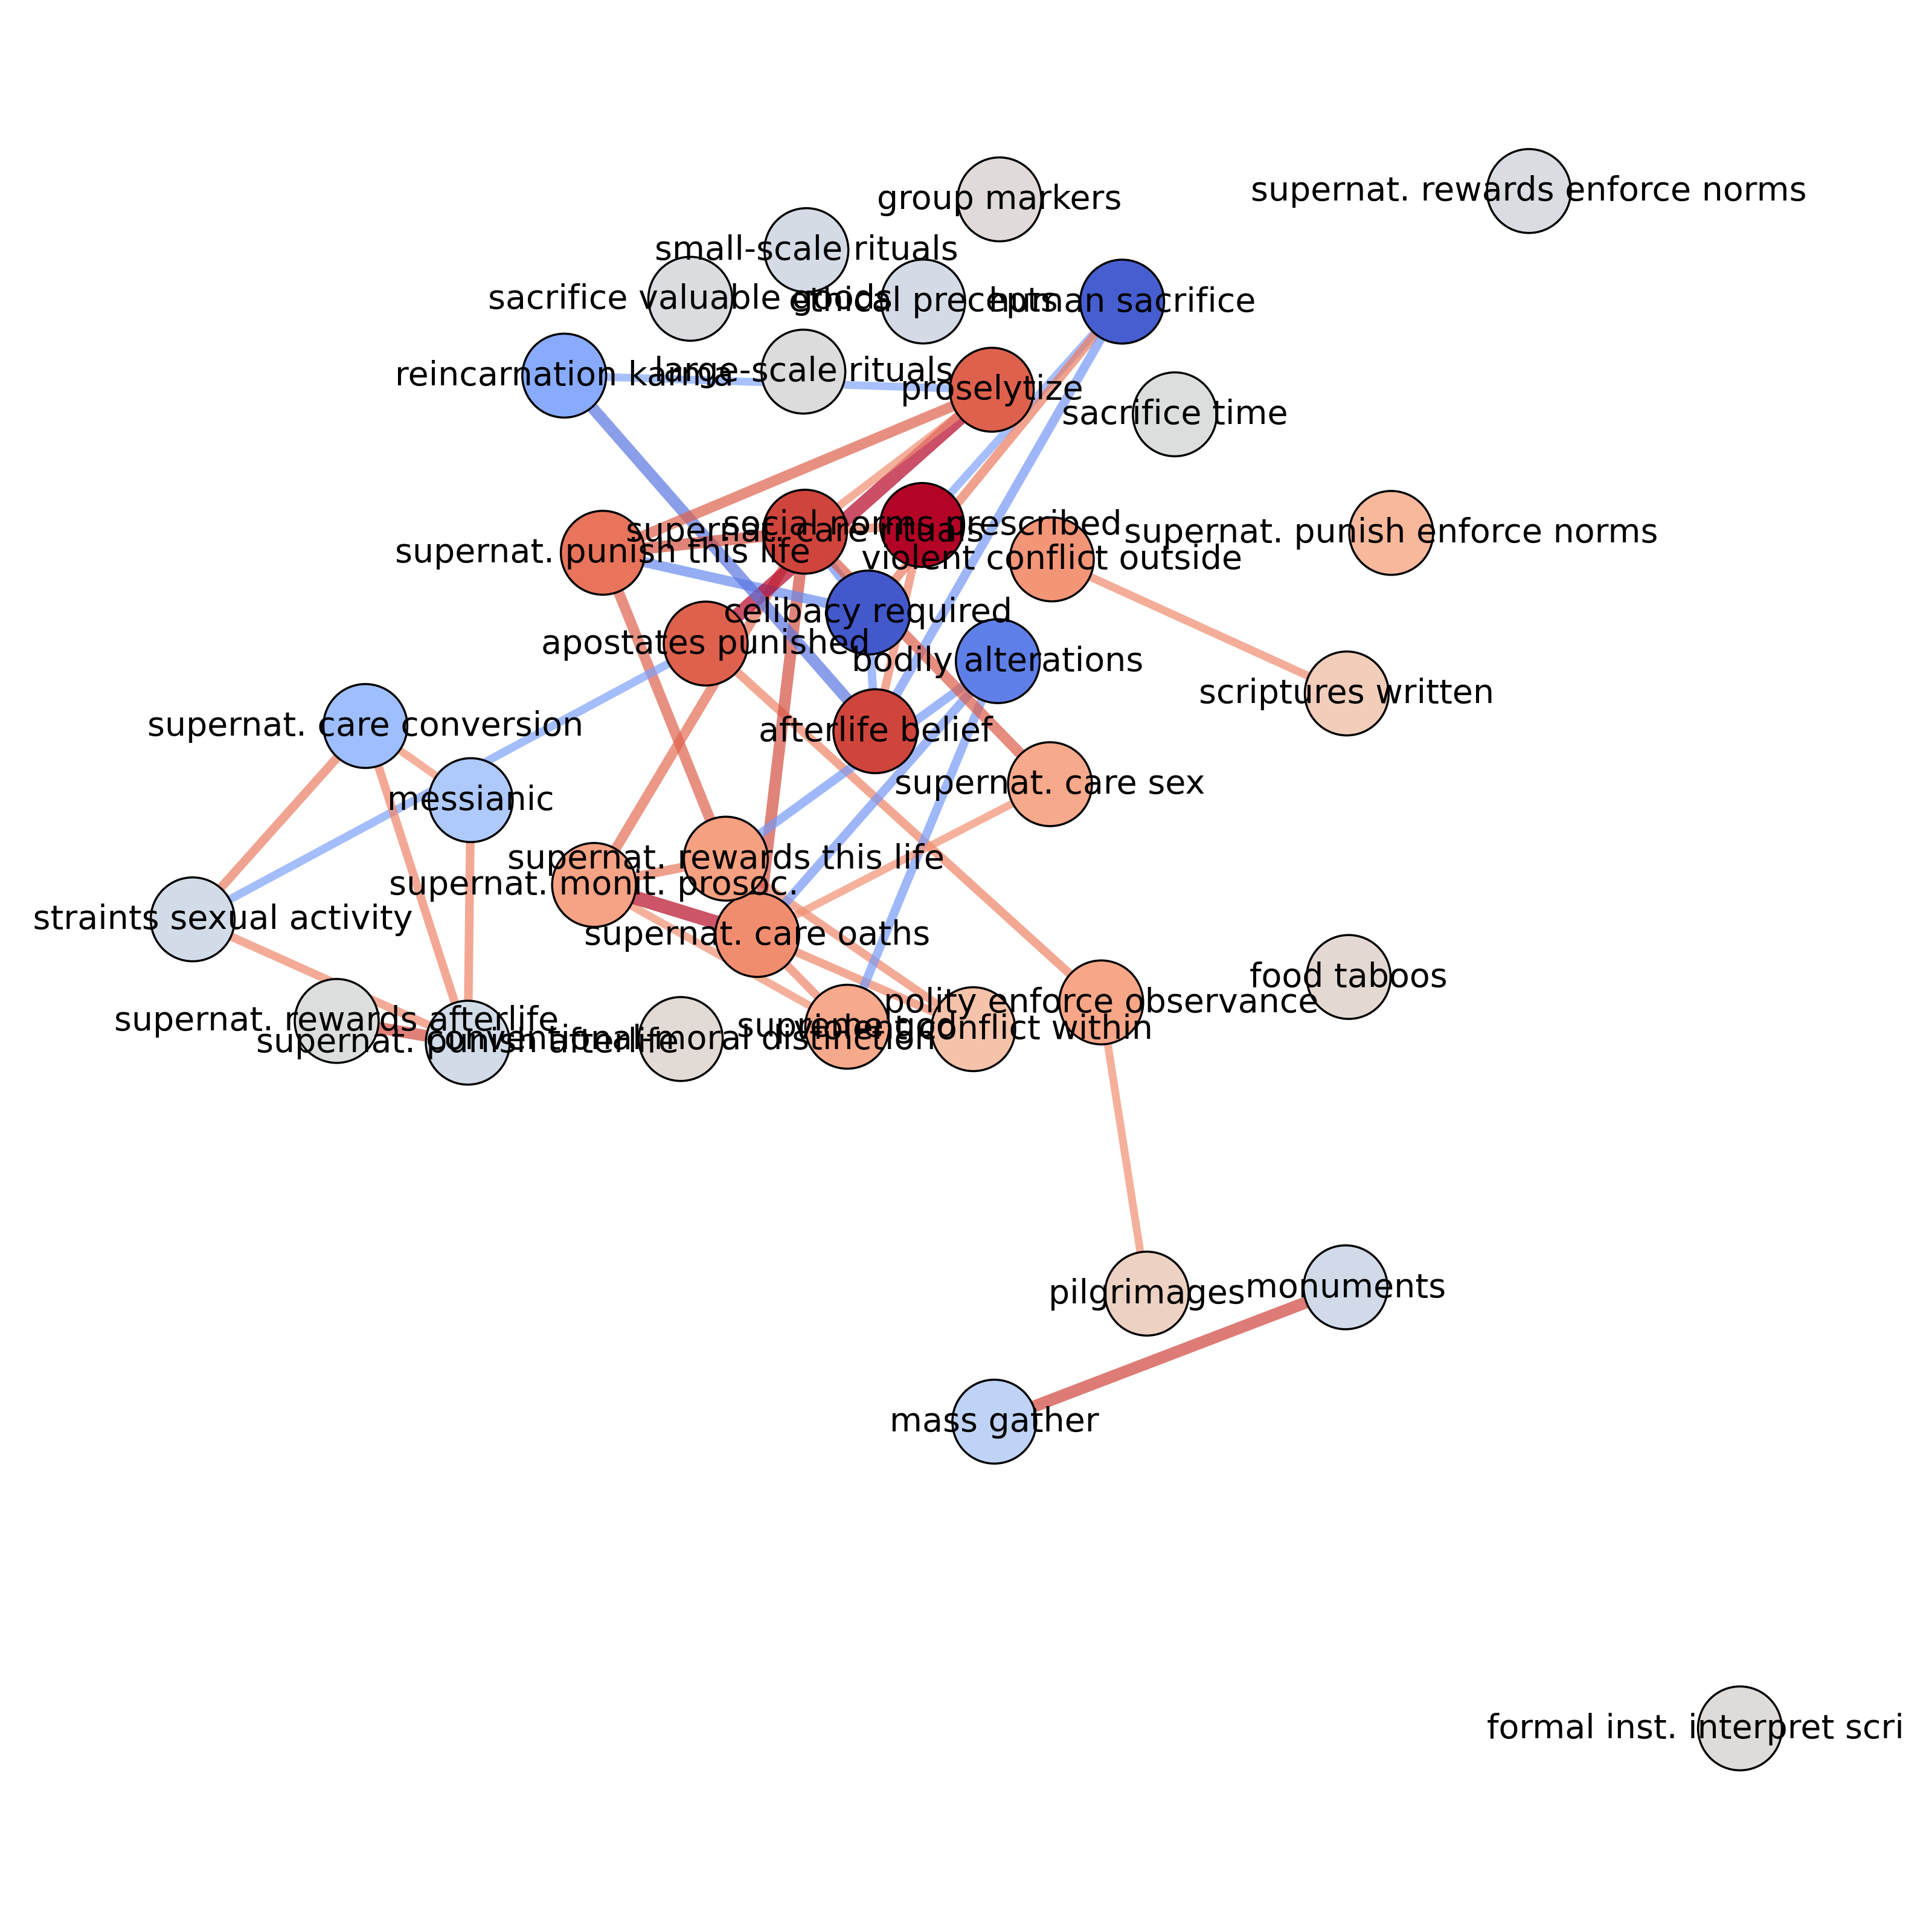 supernat. rewards enforce norms
group markers
small-scale rituals
sacrifice valuable goods
ethical precepts
human sacrifice
reincarnation karma
large-scale rituals
proselytize
sacrifice time
social norms prescribed
supernat. care rituals
supernat. punish enforce norms
supernat. punish this life
violent conflict outside
celibacy required
apostates punished
bodily alterations
scriptures written
supernat. care conversion
afterlife belief
supernat. care sex
messianic
supernat. rewards this life
supernat. monit. prosoc.
straints sexual activity
supernat. care oaths
food taboos
polity enforce observance
supernat. rewards afterlife
supreme god
violent conflict within
supernat. punish afterlife
conventional moral distinction
pilgrimages
monuments
mass gather
formal inst. interpret scri